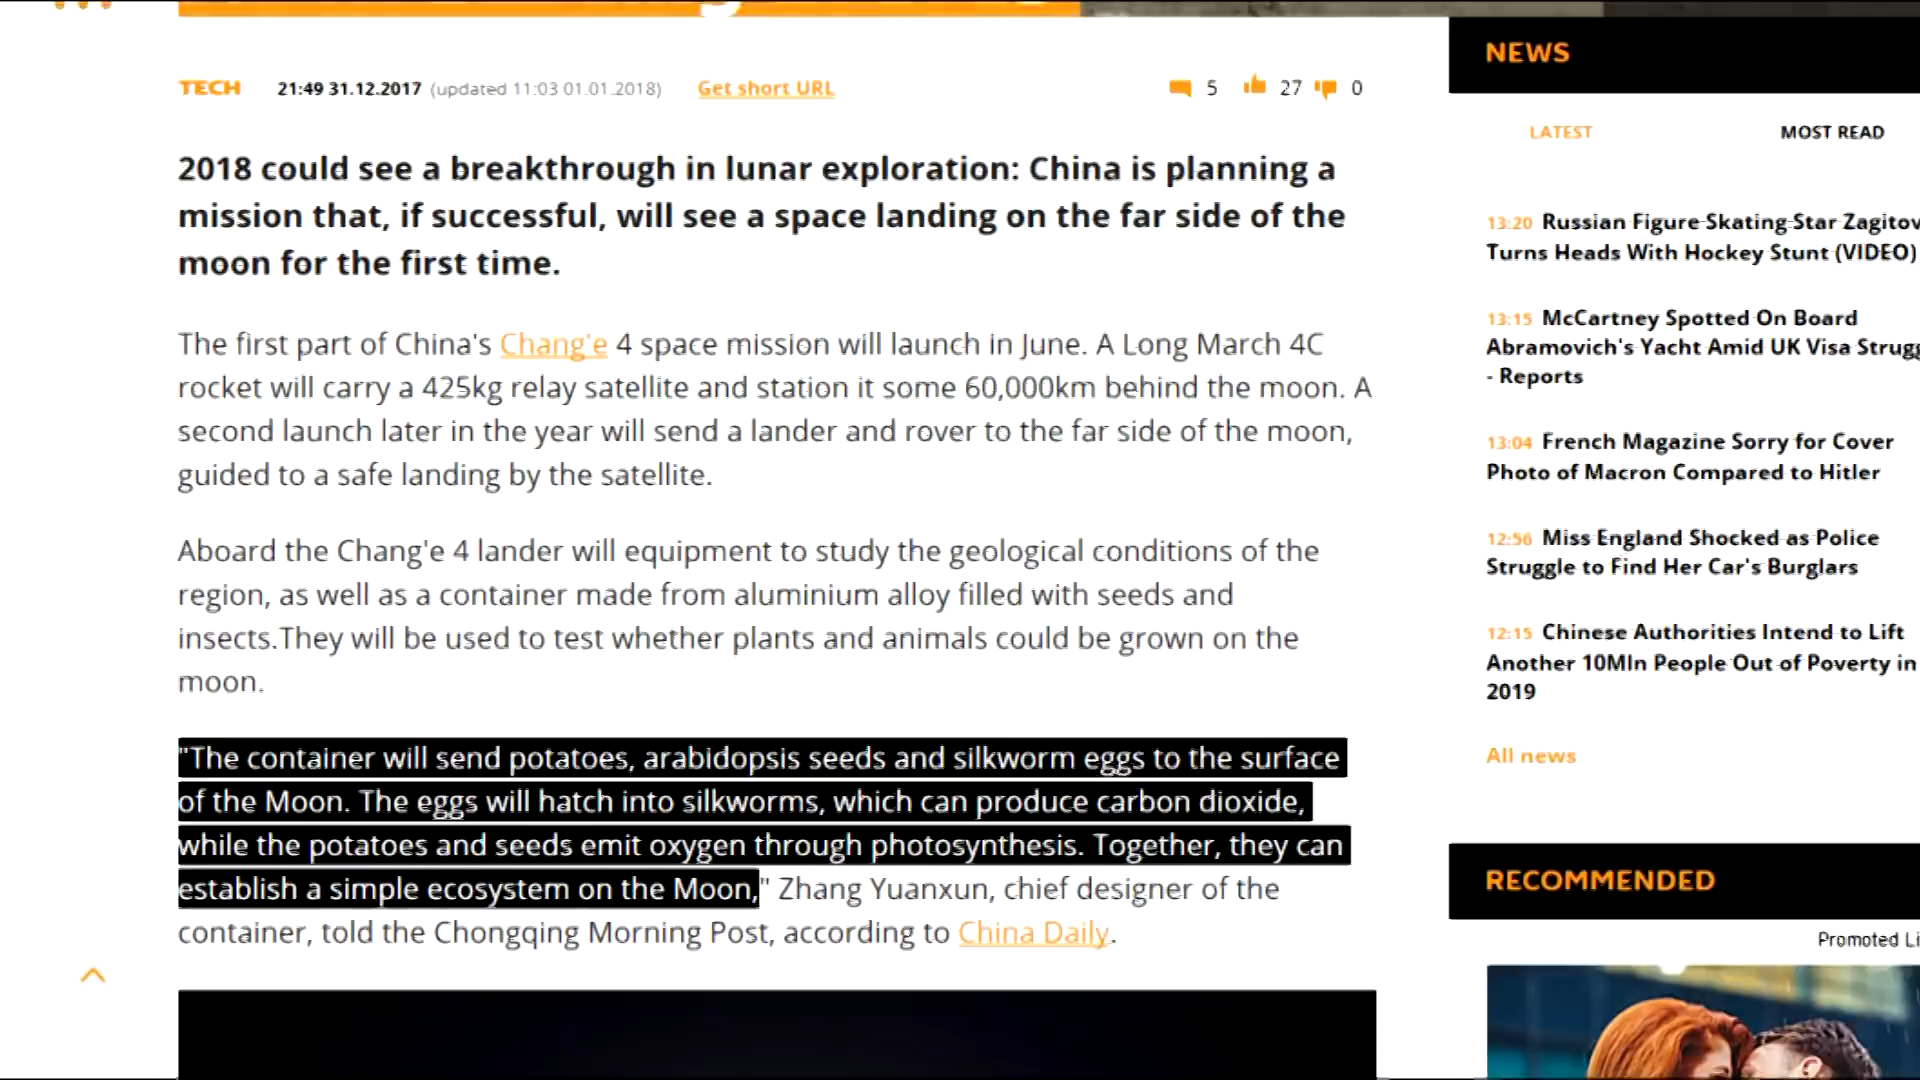 TECH 21:49 31.12.2017 (updated 11:03 01.01.2018) Get short URL 5 27 0
2018 could see a breakthrough in lunar exploration: China is planning a
mission that, if successful, will see a space landing on the far side of the
moon for the first time.
The first part of China's Chang'e 4 space mission will launch in June. A Long March 4C
rocket will carry a 425kg relay satellite and station it some 60,000km behind the moon. A
second launch later in the year will send a lander and rover to the far side of the moon,
guided to a safe landing by the satellite.
Aboard the Chang'e 4 lander will equipment to study the geological conditions of the
region, as well as a container made from aluminium alloy filled with seeds and
insects.They will be used to test whether plants and animals could be grown on the
moon.
"The container will send potatoes, arabidopsis seeds and silkworm eggs to the surface
of the Moon. The eggs will hatch into silkworms, which can produce carbon dioxide,
while the potatoes and seeds emit oxygen through photosynthesis. Together, they can
establish a simple ecosystem on the Moon," Zhang Yuanxun, chief designer of the
container, told the Chongqing Morning Post, according to China Daily.
NEWS
LATEST MOST READ
13:20 Russian Figure Skating Star Zagitov
Turns Heads With Hockey Stunt (VIDEO)
13:15 McCartney Spotted On Board
Abramovich's Yacht Amid UK Visa Strugg
- Reports
13:04 French Magazine Sorry for Cover
Photo of Macron Compared to Hitler
12:56 Miss England Shocked as Police
Struggle to Find Her Car's Burglars
12:15 Chinese Authorities Intend to Lift
Another 10Mln People Out of Poverty in
2019
All news
RECOMMENDED
Promoted Li